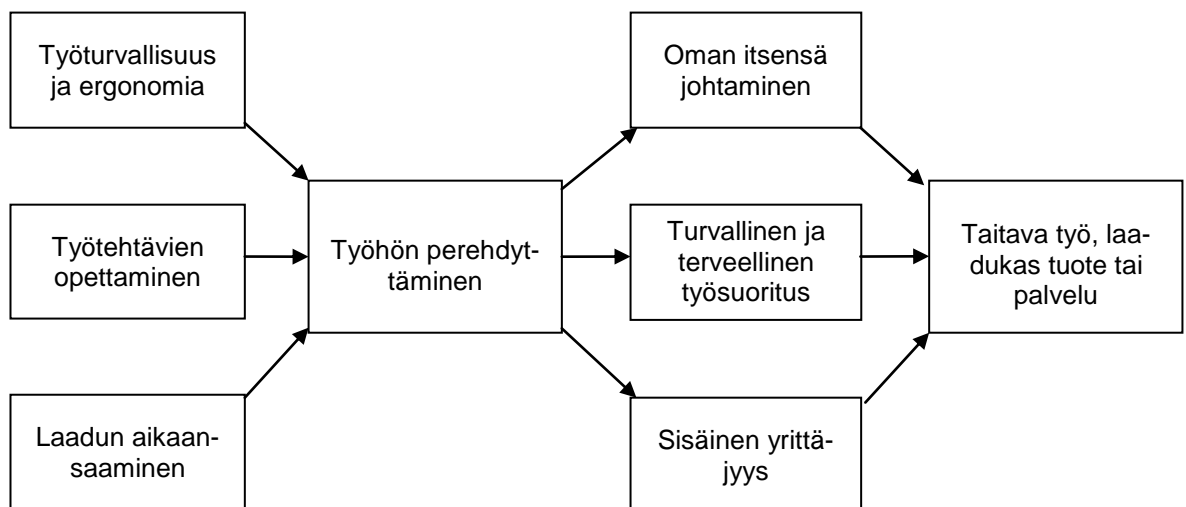 Työturvallisuus
ja ergonomia
Työtehtävien
opettaminen
Laadun aikaan-
saaminen
Työhön perehdyt-
täminen
Oman itsensä
johtaminen
Turvallinen ja
terveellinen
työsuoritus
Sisäinen yrittä-
jyys
Taitava työ, laa-
dukas tuote tai
palvelu